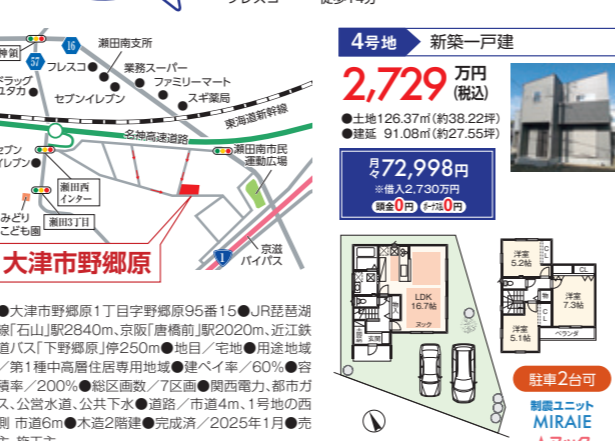 神領
16
瀬田南支所
57
フレスコ●
業務スーパー
ドラッグ
ユタカ
ファミリーマート
セブンイレブン
スギ薬局
東海道新幹線
名神高速道路
セブン
イレブン●
瀬田南市民
運動広場
瀬田西
インター
みどり
こども園
瀬田3丁目
1
京滋
バイパス
大津市野郷原
●大津市野郷原1丁目字野郷原95番15●JR琵琶湖
線「石山」駅2840m、京阪「唐橋前」駅2020m、近江鉄
道バス「下野郷原」停250m●地目/宅地●用途地域
/第1種中高層住居専用地域●建ペイ率/60%●容
積率/200%●総区画数/7区画●関西電力、都市ガ
ス、公営水道、公共下水●道路/市道4m、1号地の西
側 市道6m●木造2階建●完成済/2025年1月●売
4号地 新築一戸建
2,729万円(税込)
●土地126.37㎡(約38.22坪)
●建延 91.08㎡(約27.55坪)
月々72,998円
※借入2,730万円
頭金0円 ボーナス払0円
LDK
16.7帖
ヌック
物入
玄関
洋室
5.2帖
CL
CL
物
CL
洋室
7.3帖
洋室
5.1帖
ベランダ
駐車2台可
制震ユニット
MIRAIE